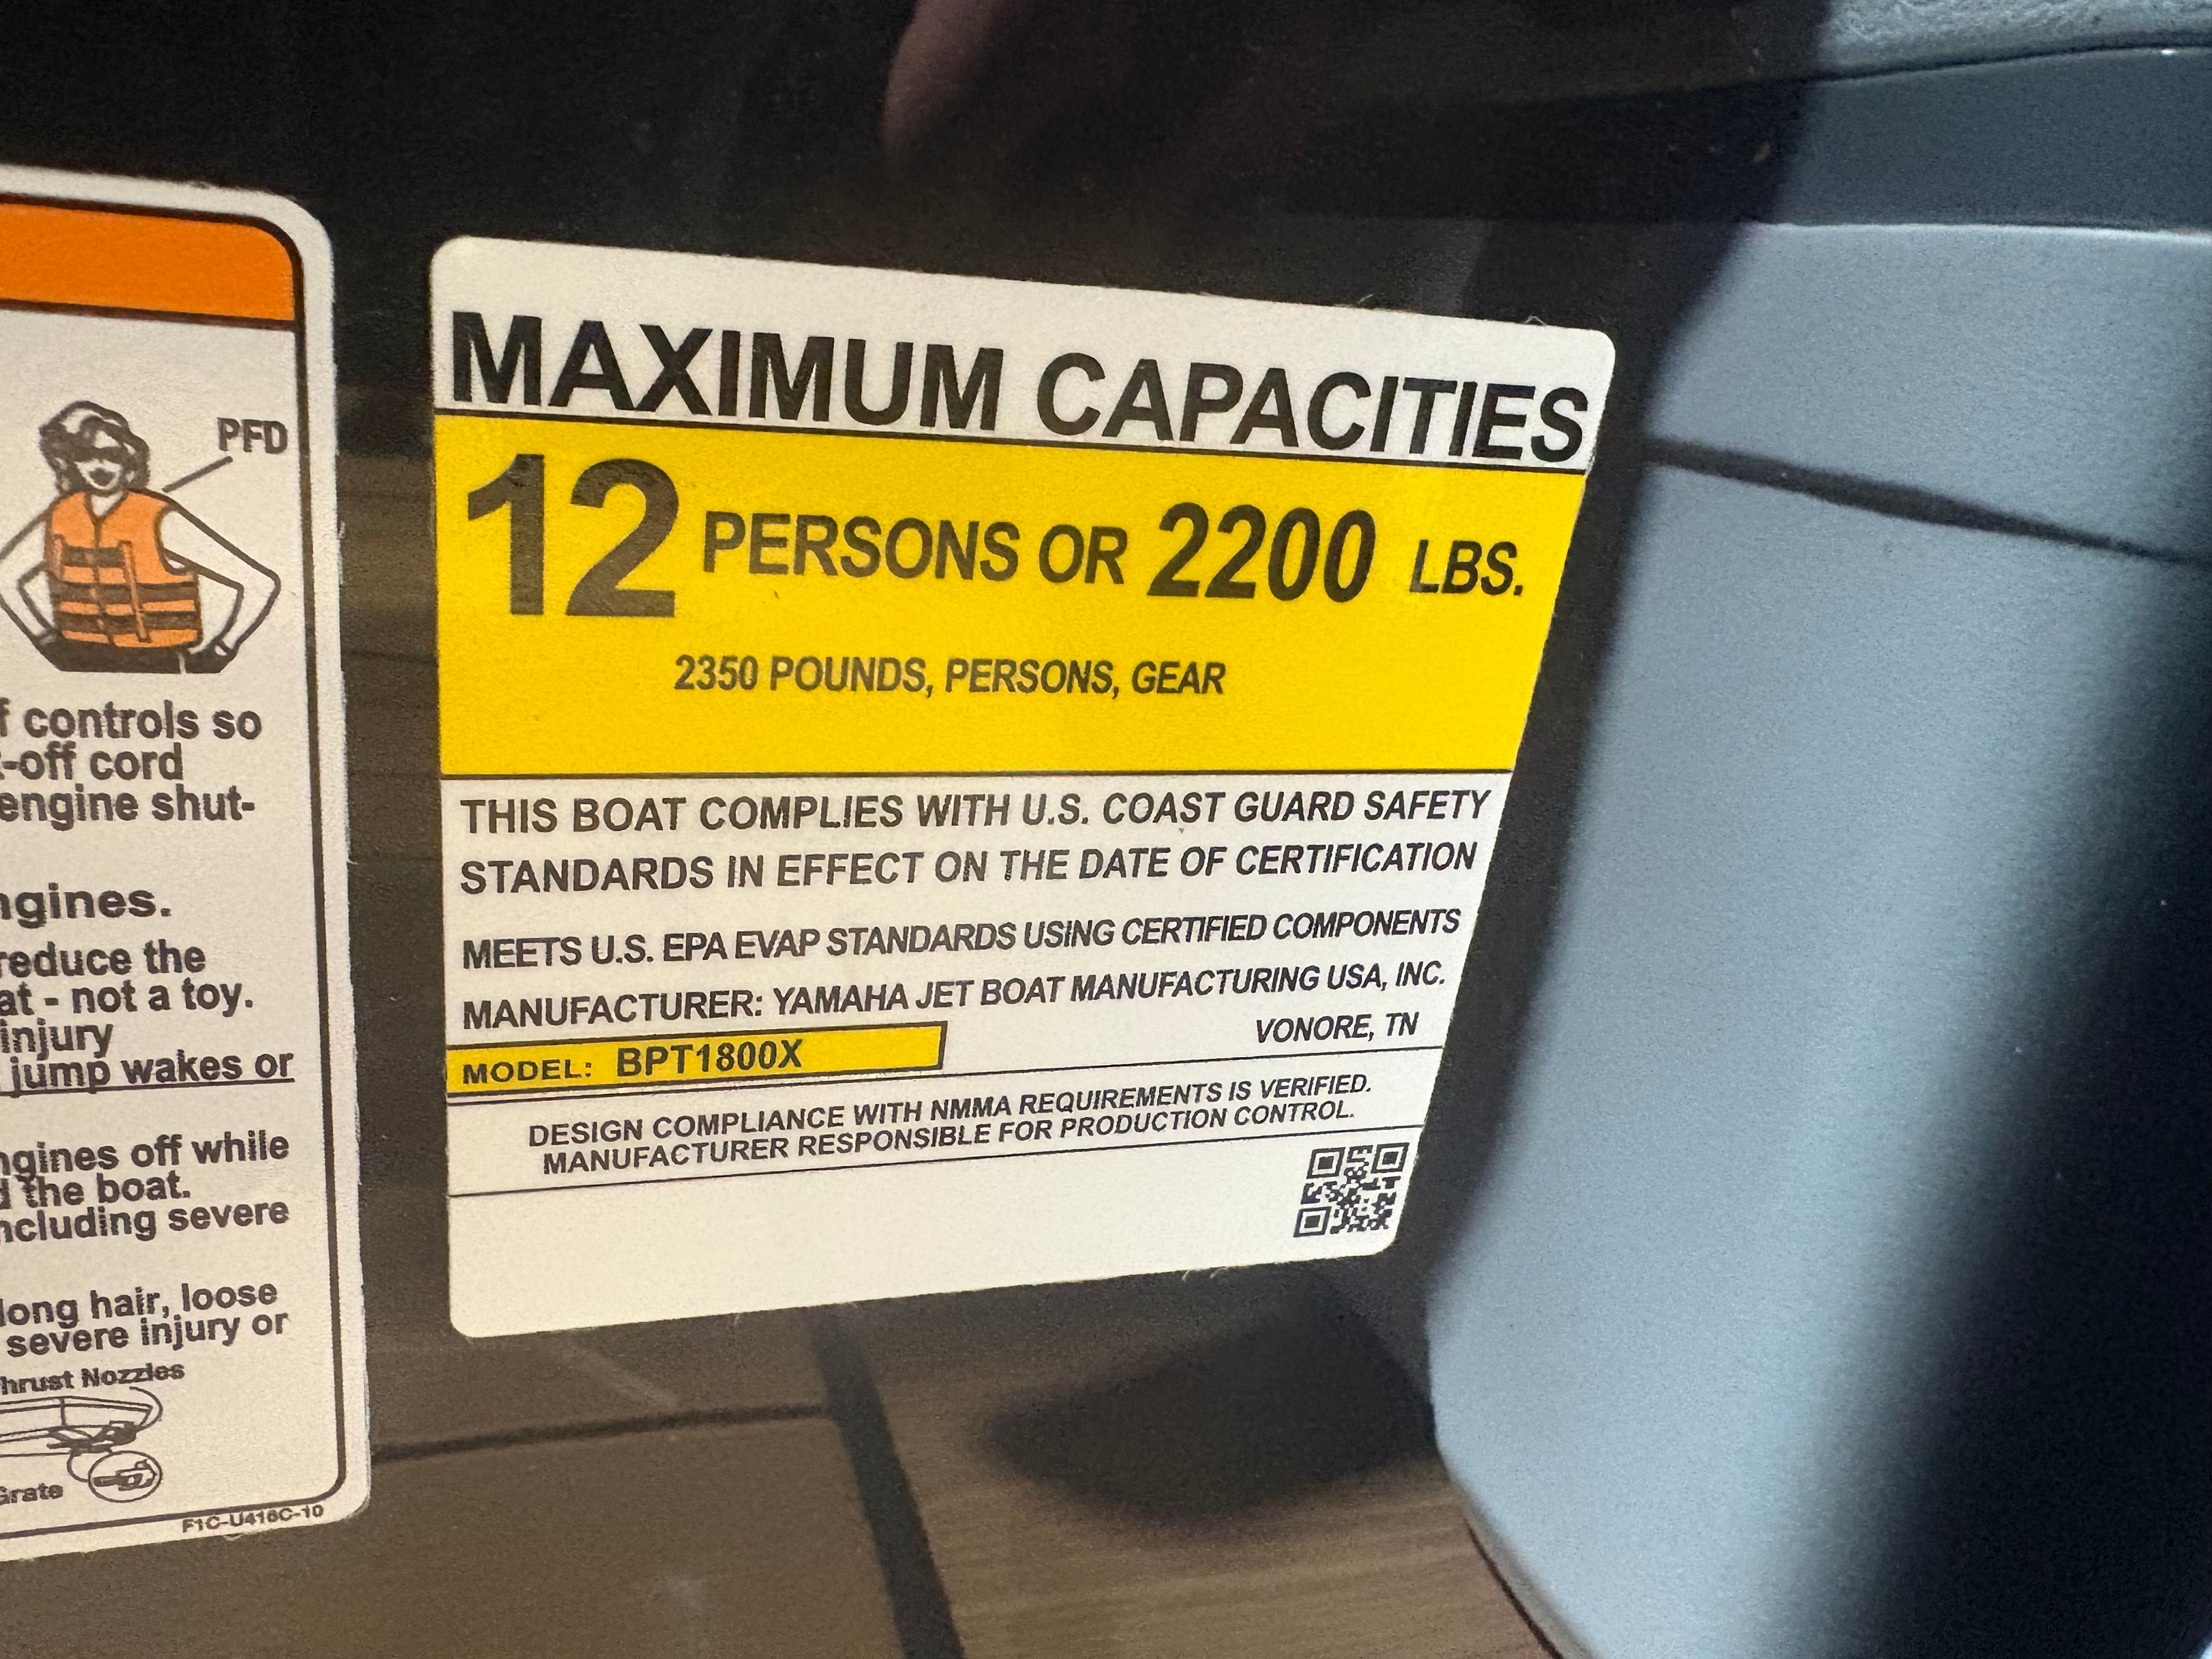 PFD
f controls so
-off cord
engine shut-
ngines.
reduce the
at - not a toy.
injury
jump wakes or
ngines off while
d the boat.
ncluding severe
long hair, loose
severe injury or
hrust Nozzles
Grate
F1C-U416C-10
MAXIMUM CAPACITIES
12 PERSONS OR 2200 LBS.
2350 POUNDS, PERSONS, GEAR
THIS BOAT COMPLIES WITH U.S. COAST GUARD SAFETY
STANDARDS IN EFFECT ON THE DATE OF CERTIFICATION
MEETS U.S. EPA EVAP STANDARDS USING CERTIFIED COMPONENTS
MANUFACTURER: YAMAHA JET BOAT MANUFACTURING USA, INC.
VONORE, TN
MODEL: BPT1800X
DESIGN COMPLIANCE WITH NMMA REQUIREMENTS IS VERIFIED.
MANUFACTURER RESPONSIBLE FOR PRODUCTION CONTROL.